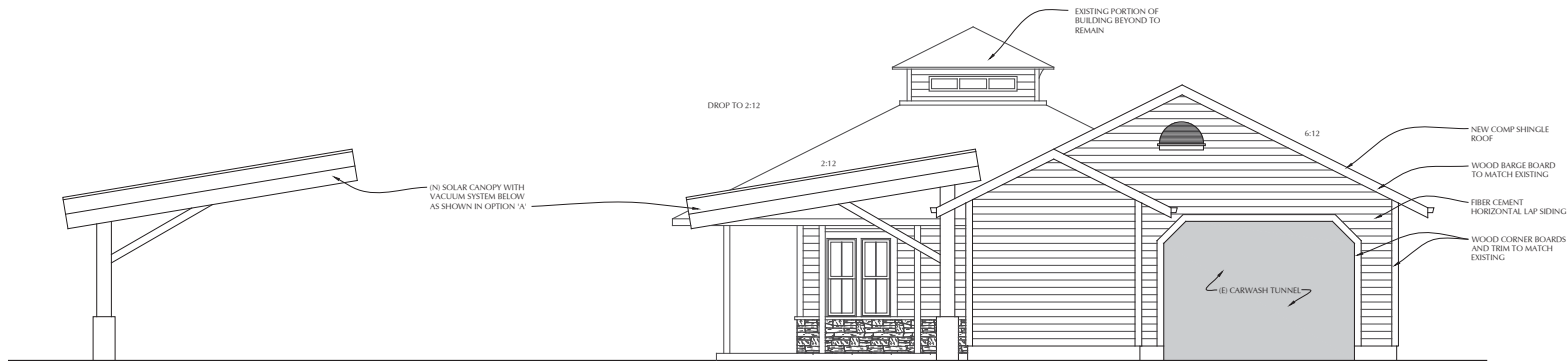 EXISTING PORTION OF
BUILDING BEYOND TO
REMAIN
DROP TO 2:12
6:12
NEW COMP SHINGLE
ROOF
2:12
WOOD BARGE BOARD
TO MATCH EXISTING
(N) SOLAR CANOPY WITH
VACUUM SYSTEM BELOW
AS SHOWN IN OPTION 'A'
FIBER CEMENT
HORIZONTAL LAP SIDING
WOOD CORNER BOARDS
AND TRIM TO MATCH
EXISTING
(E) CARWASH TUNNEL